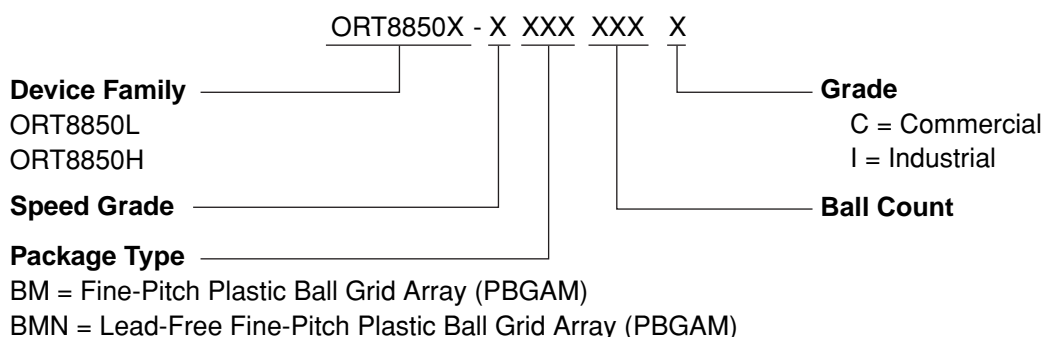 ORT8850X - X XXX XXX X
Device Family
ORT8850L
ORT8850H
Speed Grade
Package Type
BM = Fine-Pitch Plastic Ball Grid Array (PBGAM)
BMN = Lead-Free Fine-Pitch Plastic Ball Grid Array (PBGAM)
Grade
C = Commercial
I = Industrial
Ball Count